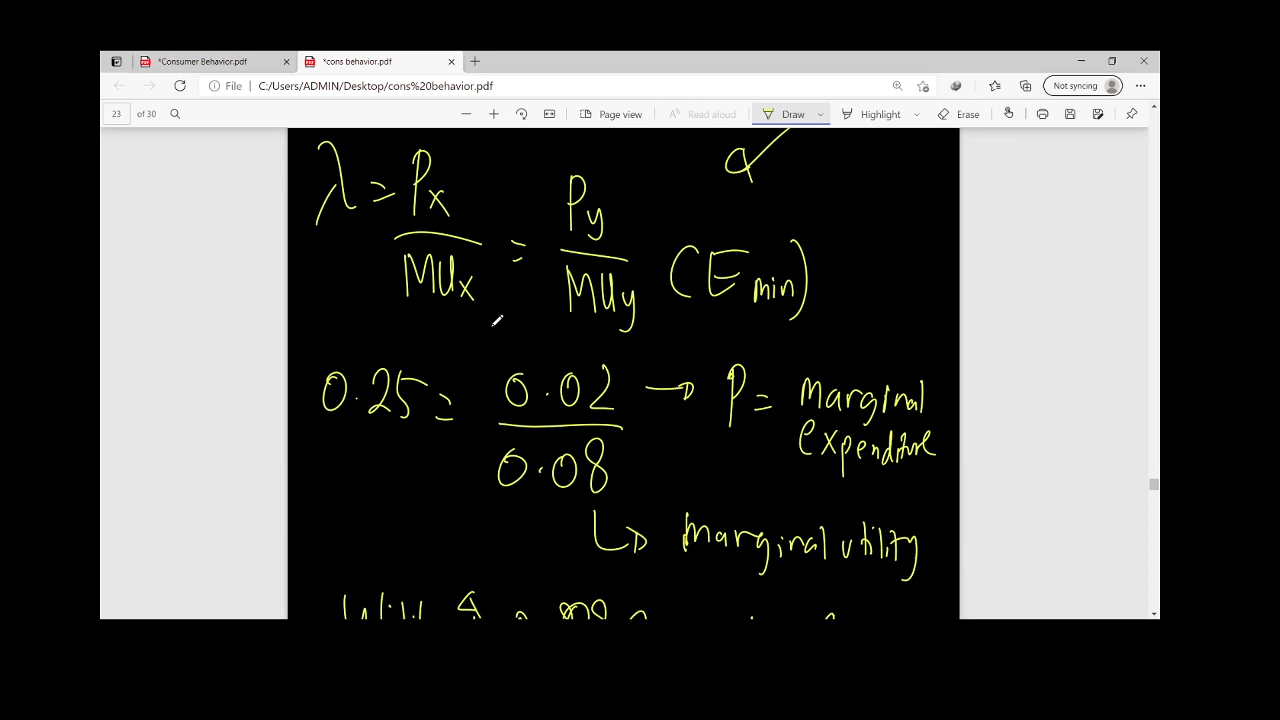 *Consumer Behavior.pdf
*cons behavior.pdf
File C:/Users/ADMIN/Desktop/cons%20behavior.pdf
Not syncing
23 of 30
Page view
Read aloud
Draw
Highlight
Erase
λ = Px / MUx = Py / MUy (E min)
0.25 = 0.02 / 0.08 → P = marginal
expenditure
↳ marginal utility